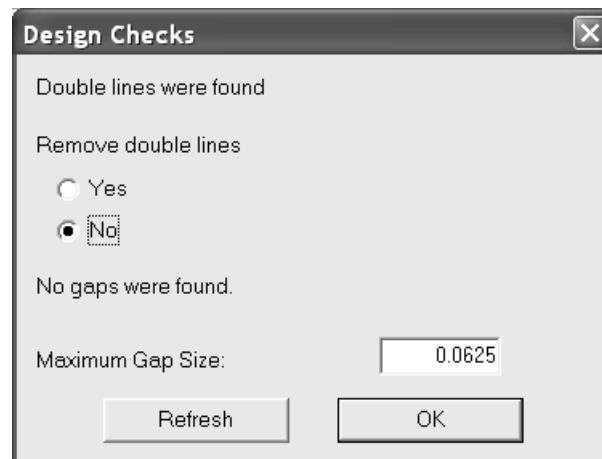 Design Checks
Double lines were found
Remove double lines
Yes
No
No gaps were found.
Maximum Gap Size: 0.0625
Refresh OK